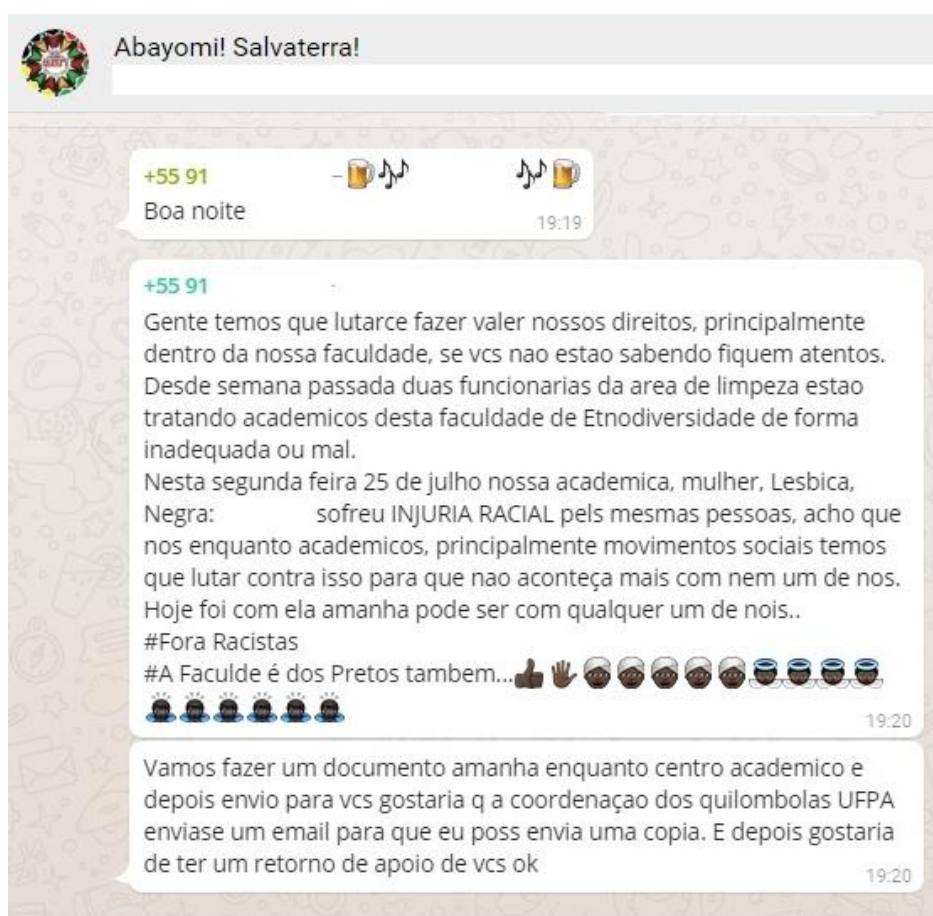 Abayomi! Salvaterra!
+55 91 –🍺🎶 🎶🍺
Boa noite
19:19
+55 91
Gente temos que lutarce fazer valer nossos direitos, principalmente
dentro da nossa faculdade, se vcs nao estao sabendo fiquem atentos.
Desde semana passada duas funcionarias da area de limpeza estao
tratando academicos desta faculdade de Etnodiversidade de forma
inadequada ou mal.
Nesta segunda feira 25 de julho nossa academica, mulher, Lesbica,
Negra: sofreu INJURIA RACIAL pels mesmas pessoas, acho que
nos enquanto academicos, principalmente movimentos sociais temos
que lutar contra isso para que nao aconteça mais com nem um de nos.
Hoje foi com ela amanha pode ser com qualquer um de nois..
#Fora Racistas
#A Faculde é dos Pretos tambem...
19:20
Vamos fazer um documento amanha enquanto centro academico e
depois envio para vcs gostaria q a coordenaçao dos quilombolas UFPA
enviase um email para que eu poss envia uma copia. E depois gostaria
de ter um retorno de apoio de vcs ok
19:20